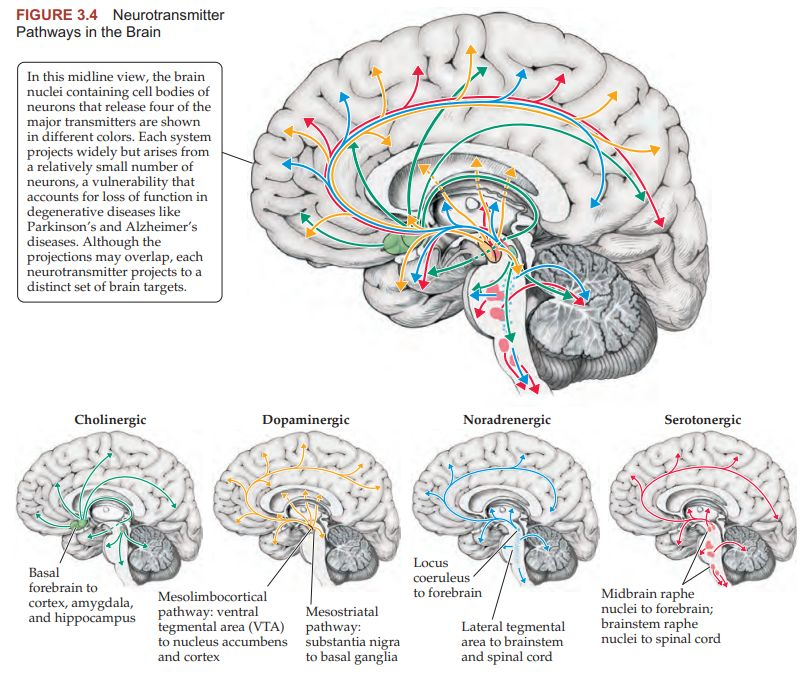 FIGURE 3.4 Neurotransmitter
Pathways in the Brain
In this midline view, the brain
nuclei containing cell bodies of
neurons that release four of the
major transmitters are shown
in different colors. Each system
projects widely but arises from
a relatively small number of
neurons, a vulnerability that
accounts for loss of function in
degenerative diseases like
Parkinson’s and Alzheimer’s
diseases. Although the
projections may overlap, each
neurotransmitter projects to a
distinct set of brain targets.
Cholinergic
Basal
forebrain to
cortex, amygdala,
and hippocampus
Dopaminergic
Mesolimbocortical
pathway: ventral
tegmental area (VTA)
to nucleus accumbens
and cortex
Mesostriatal
pathway:
substantia nigra
to basal ganglia
Noradrenergic
Locus
coeruleus
to forebrain
Lateral tegmental
area to brainstem
and spinal cord
Serotonergic
Midbrain raphe
nuclei to forebrain;
brainstem raphe
nuclei to spinal cord